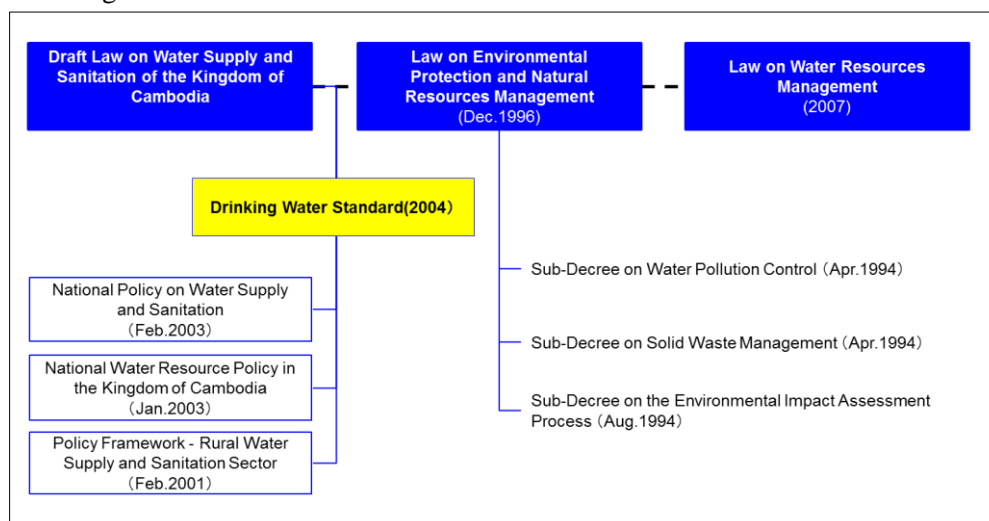 Draft Law on Water Supply and
Sanitation of the Kingdom of
Cambodia
Law on Environmental
Protection and Natural
Resources Management
(Dec.1996)
Law on Water Resources
Management
(2007)
Drinking Water Standard(2004）
National Policy on Water Supply
and Sanitation
（Feb.2003）
National Water Resource Policy in
the Kingdom of Cambodia
（Jan.2003）
Policy Framework - Rural Water
Supply and Sanitation Sector
（Feb.2001）
Sub-Decree on Water Pollution Control （Apr.1994）
Sub-Decree on Solid Waste Management （Apr.1994）
Sub-Decree on the Environmental Impact Assessment
Process （Aug.1994）